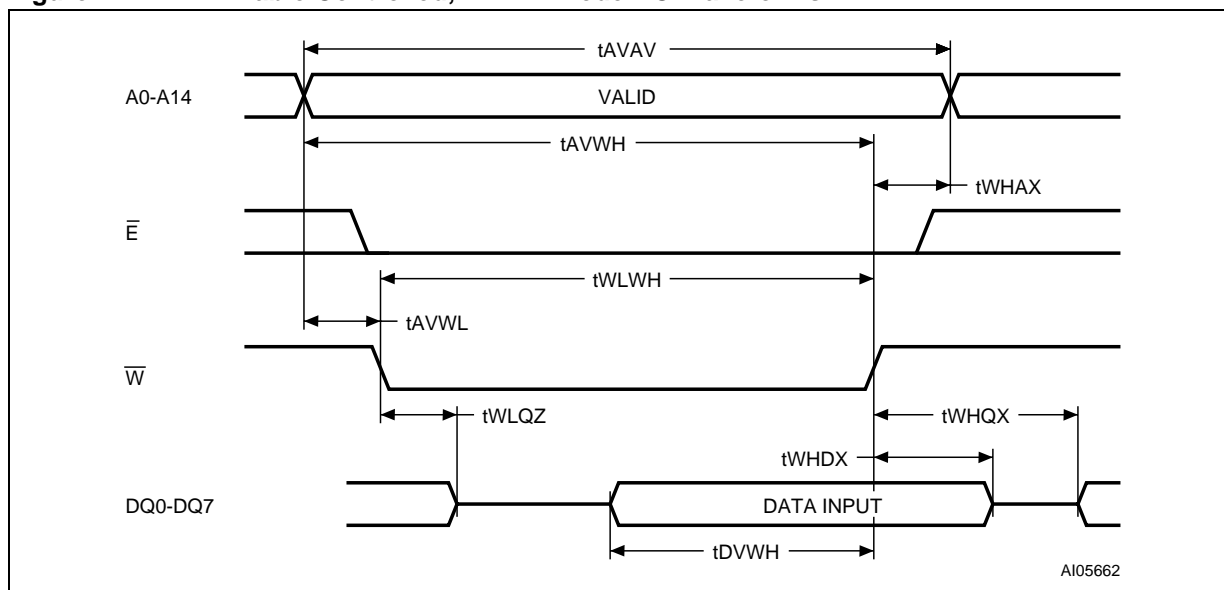 tAVAV
A0-A14
VALID
tAVWH
tWHAX
E̅
tWLWH
tAVWL
W̅
tWLQZ
tWHQX
tWHDX
DQ0-DQ7
DATA INPUT
tDVWH
AI05662